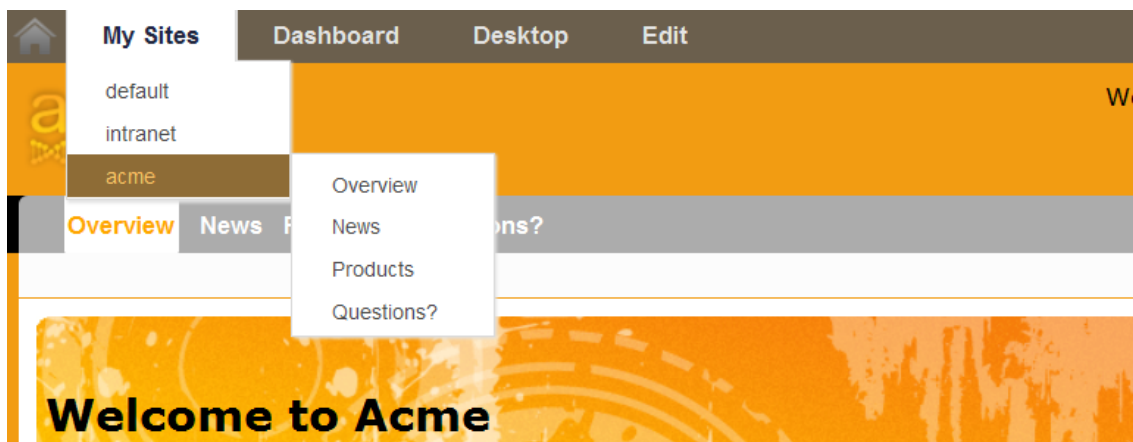 My Sites Dashboard Desktop Edit
default
intranet
acme
Overview
News
Products
Questions?
Overview News
Welcome to Acme